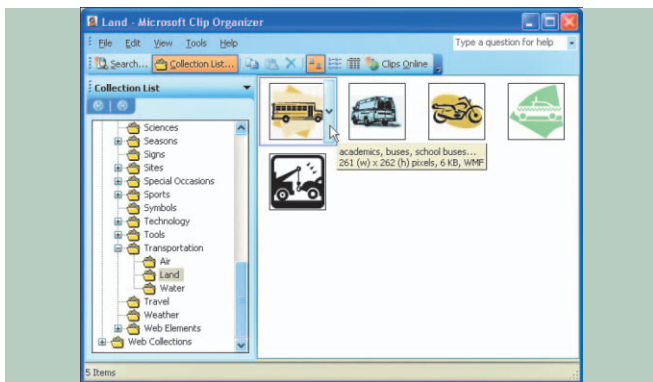 Land - Microsoft Clip Organizer
File Edit View Tools Help
Type a question for help
Search... Collection List... Clips Online
Collection List
Sciences
Seasons
Signs
Sites
Special Occasions
Sports
Symbols
Technology
Tools
Transportation
Air
Land
Water
Travel
Weather
Web Elements
Web Collections
academics, buses, school buses...
261 (w) x 262 (h) pixels, 6 KB, WMF
5 Items